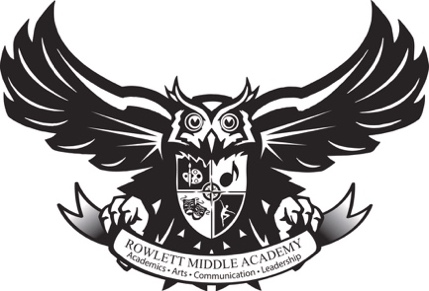 ROWLETT MIDDLE ACADEMY
Academics • Arts • Communication • Leadership